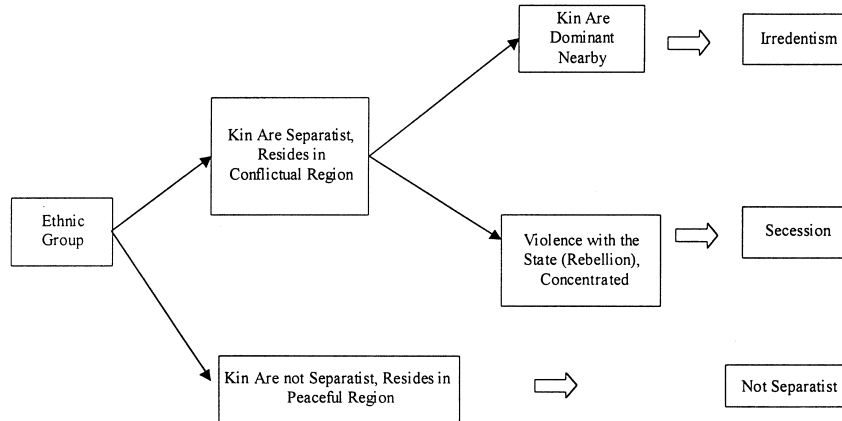 Kin Are
Dominant
Nearby
Irredentism
Kin Are Separatist,
Resides in
Conflictual Region
Ethnic
Group
Violence with the
State (Rebellion),
Concentrated
Secession
Kin Are not Separatist, Resides in
Peaceful Region
Not Separatist